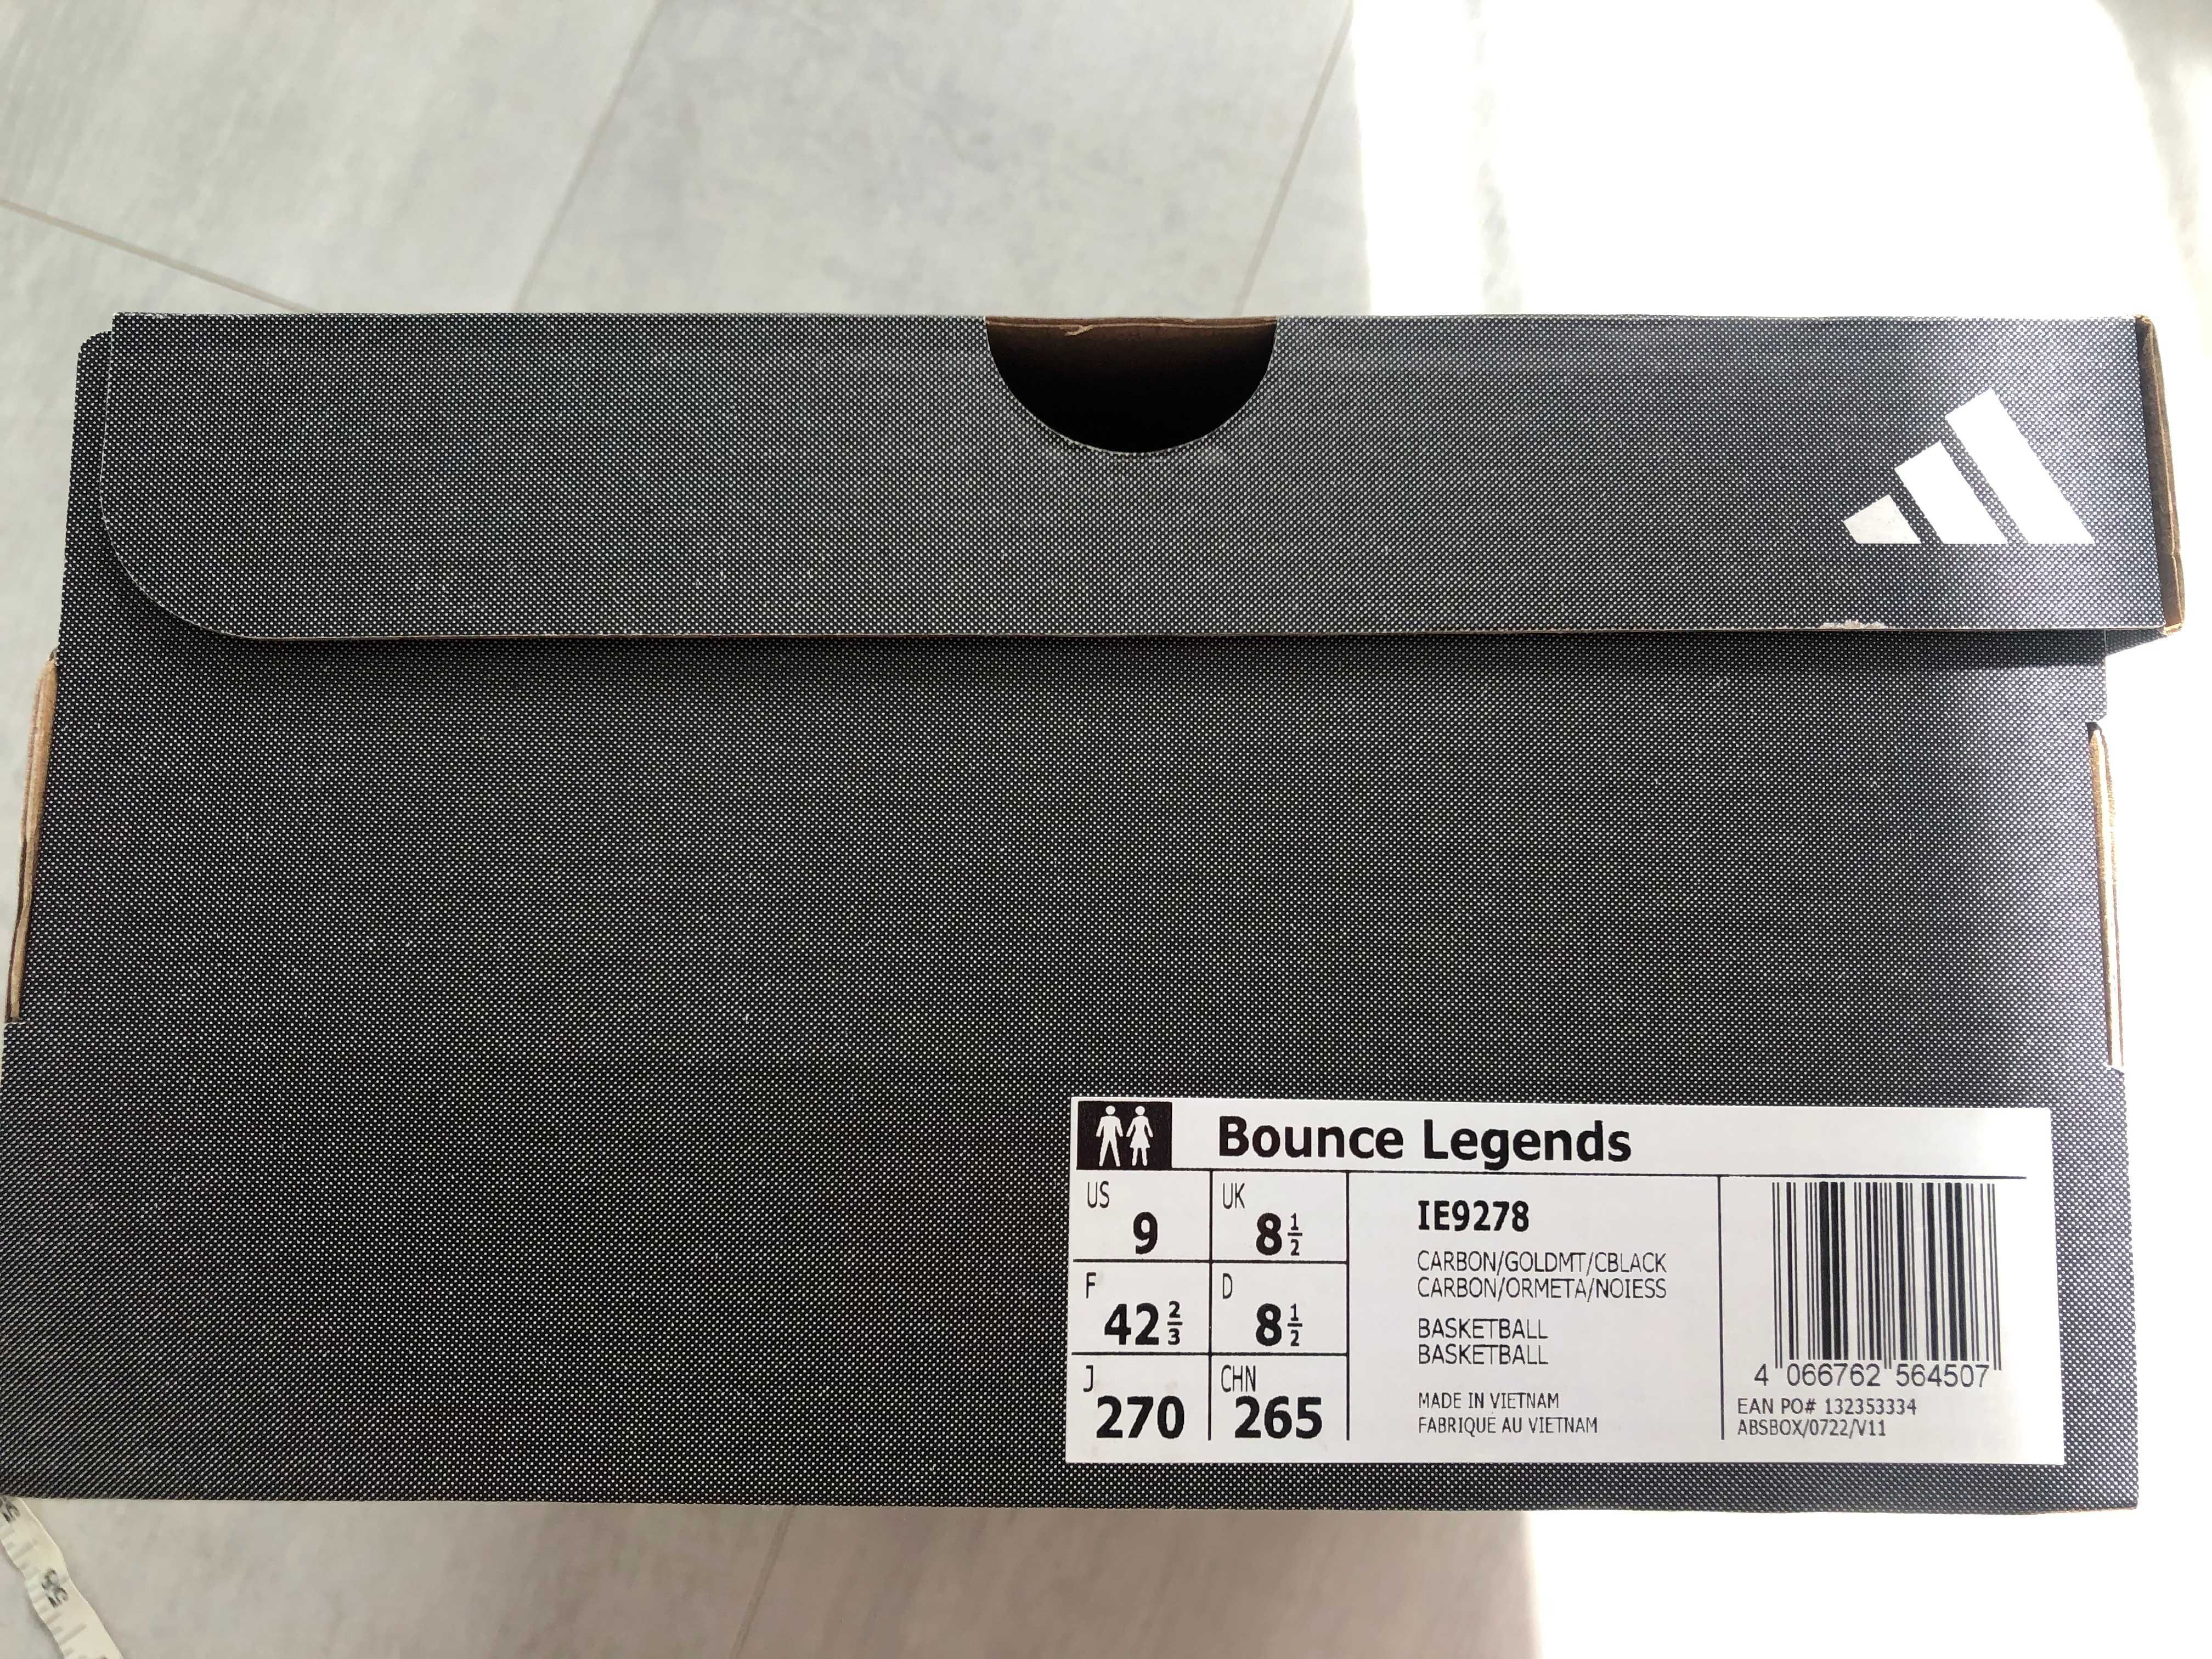 Bounce Legends
US 9
UK 8 1/2
F 42 2/3
D 8 1/2
J 270
CHN 265
IE9278
CARBON/GOLDMT/CBLACK
CARBON/ORMETA/NOIESS
BASKETBALL
BASKETBALL
MADE IN VIETNAM
FABRIQUÉ AU VIETNAM
4 066762 564507
EAN PO# 132353334
ABSBOX/0722/V11